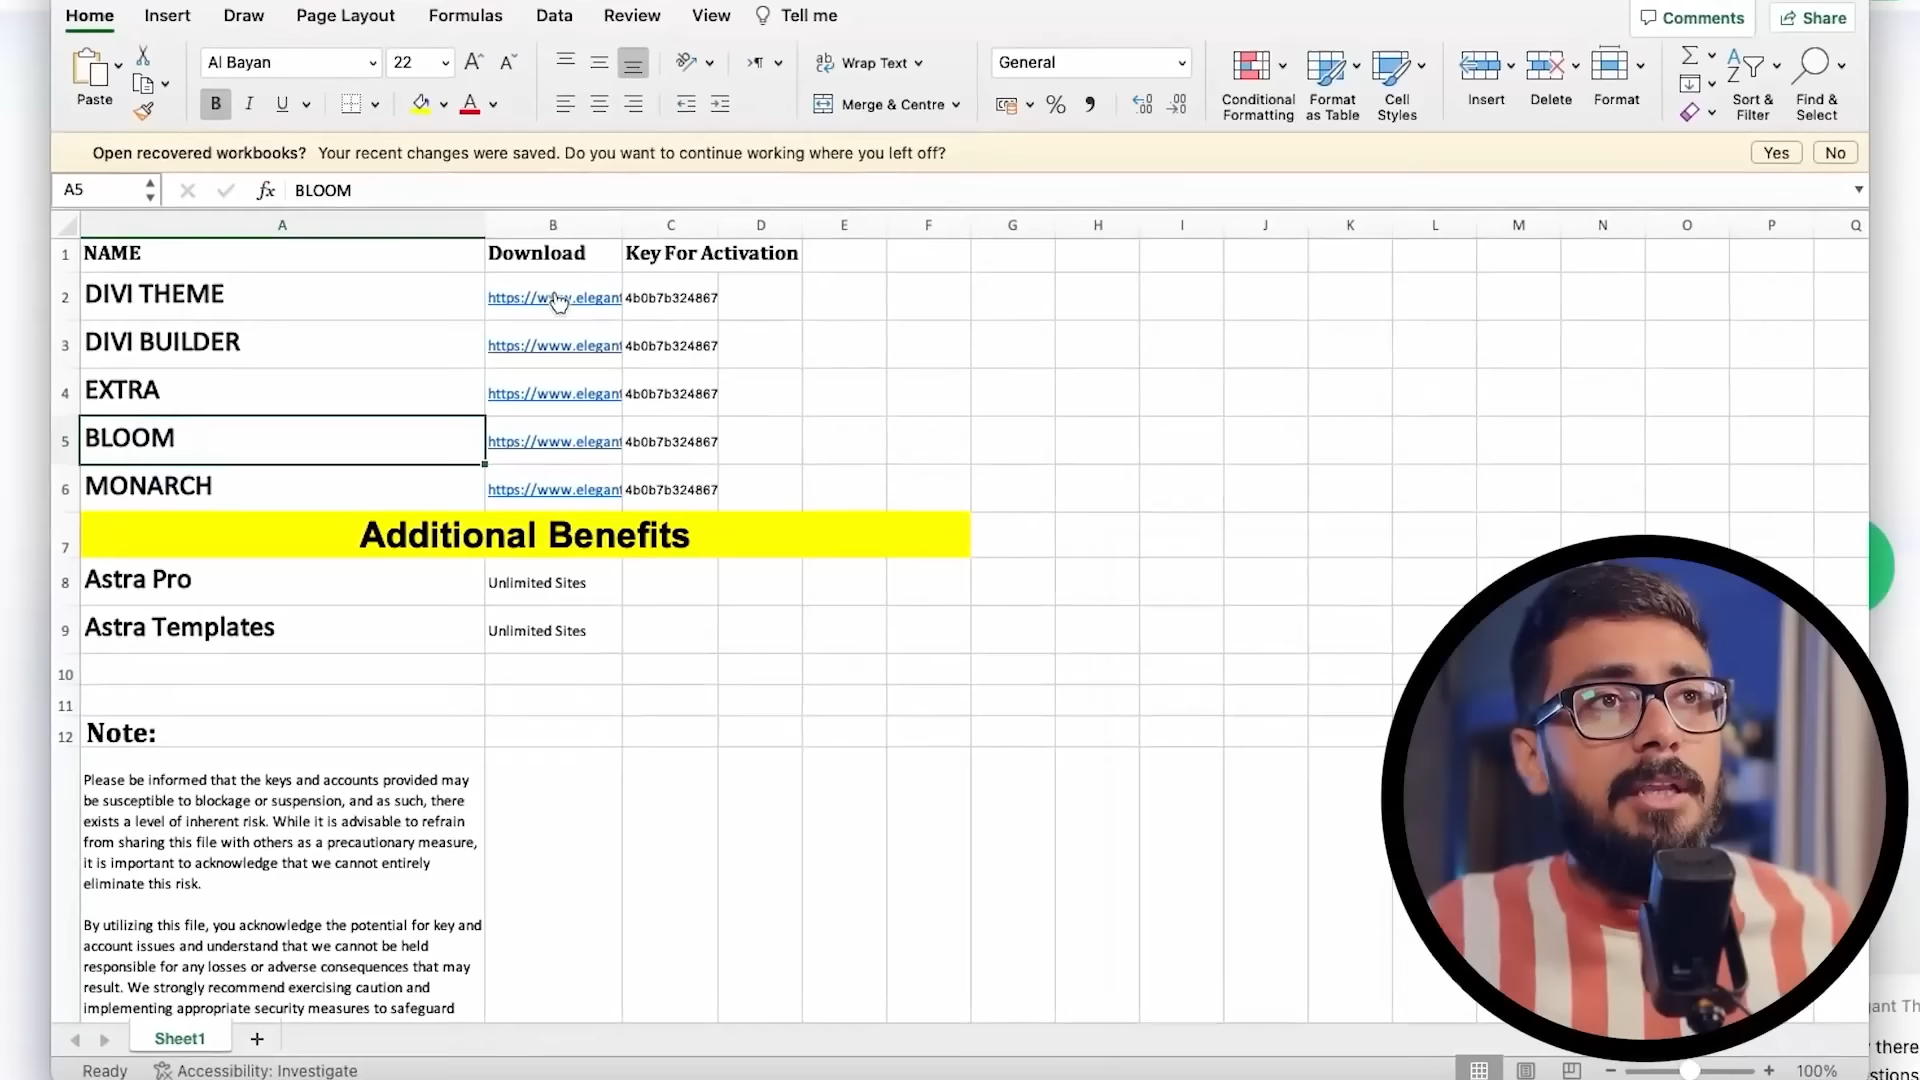 Home Insert Draw Page Layout Formulas Data Review View Tell me
Comments Share
Paste
Al Bayan 22
B I U
Wrap Text
Merge & Centre
General
Conditional Formatting
Format as Table
Cell Styles
Insert
Delete
Format
Sort & Filter
Find & Select
Open recovered workbooks? Your recent changes were saved. Do you want to continue working where you left off? Yes No
A5 fx BLOOM
A B C D E F G H I J K L M N O P Q
1 NAME Download Key For Activation
2 DIVI THEME https://www.elegant 4b0b7b324867
3 DIVI BUILDER https://www.elegant 4b0b7b324867
4 EXTRA https://www.elegant 4b0b7b324867
5 BLOOM https://www.elegant 4b0b7b324867
6 MONARCH https://www.elegant 4b0b7b324867
7 Additional Benefits
8 Astra Pro Unlimited Sites
9 Astra Templates Unlimited Sites
10
11
12 Note:
Please be informed that the keys and accounts provided may
be susceptible to blockage or suspension, and as such, there
exists a level of inherent risk. While it is advisable to refrain
from sharing this file with others as a precautionary measure,
it is important to acknowledge that we cannot entirely
eliminate this risk.
By utilizing this file, you acknowledge the potential for key and
account issues and understand that we cannot be held
responsible for any losses or adverse consequences that may
result. We strongly recommend exercising caution and
implementing appropriate security measures to safeguard
Sheet1
Ready Accessibility: Investigate 100%
there